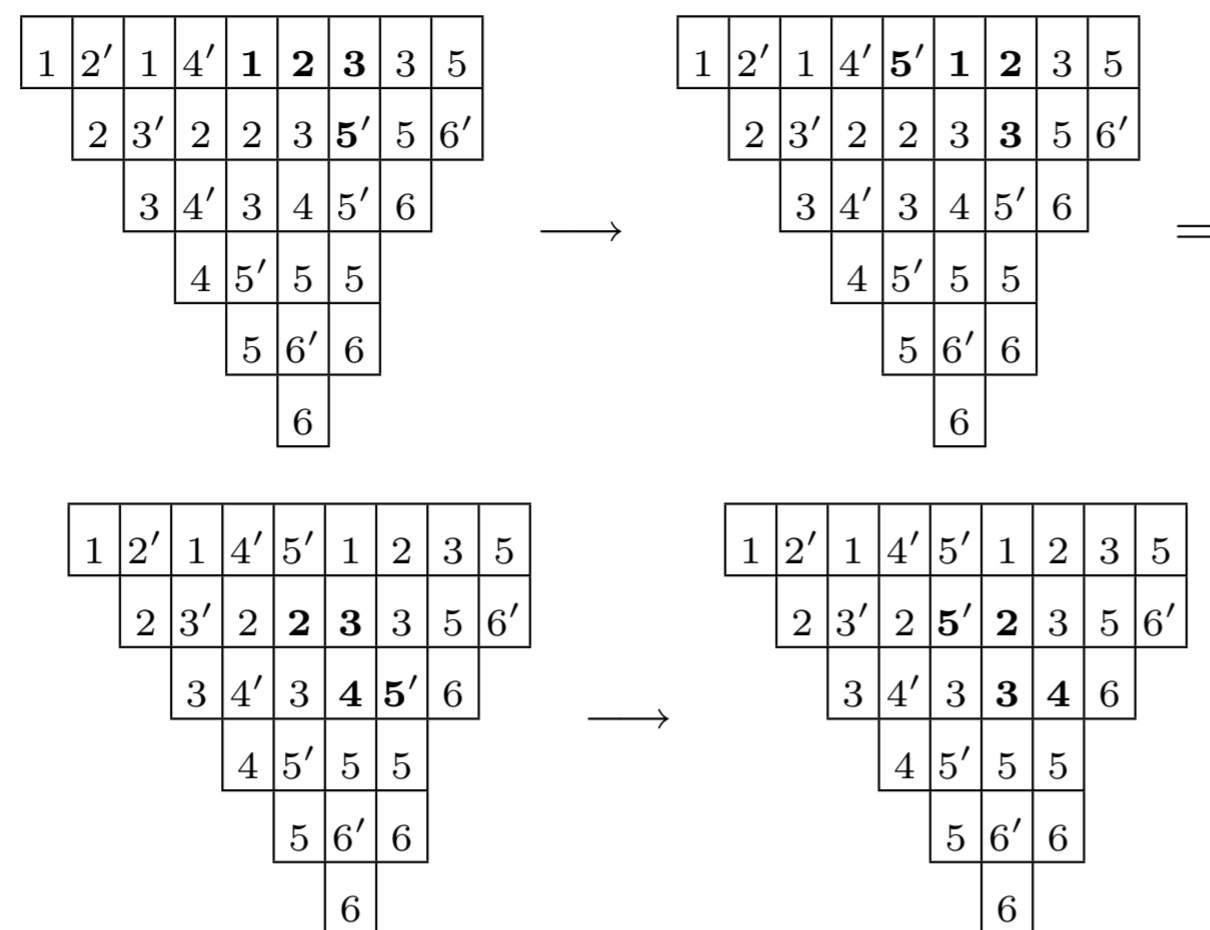 1 2′ 1 4′ 1 2 3 3 5 1 2′ 1 4′ 5′ 1 2 3 5
2 3′ 2 2 3 5′ 5 6′ 2 3′ 2 2 3 3 5 6′
3 4′ 3 4 5′ 6 → 3 4′ 3 4 5′ 6 =
4 5′ 5 5 4 5′ 5 5
5 6′ 6 5 6′ 6
6 6
1 2′ 1 4′ 5′ 1 2 3 5 1 2′ 1 4′ 5′ 1 2 3 5
2 3′ 2 2 3 3 5 6′ 2 3′ 2 5′ 2 3 5 6′
3 4′ 3 4 5′ 6 → 3 4′ 3 3 4 6
4 5′ 5 5 4 5′ 5 5
5 6′ 6 5 6′ 6
6 6